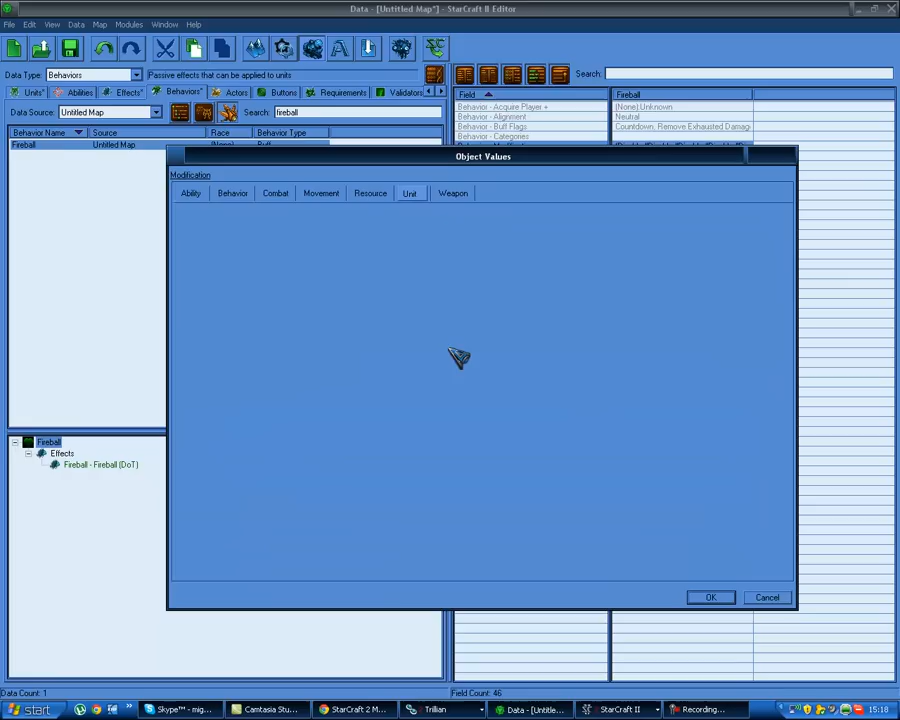 Data - [Untitled Map*] - StarCraft II Editor
File Edit View Data Map Modules Window Help
Data Type: Behaviors Passive effects that can be applied to units Search:
Units* Abilities Effects* Behaviors* Actors Buttons Requirements Validators
Field Fireball
Data Source: Untitled Map Search: fireball
Behavior - Acquire Player + (None) Unknown
Behavior - Alignment Neutral
Behavior - Buff Flags Countdown, Remove Exhausted Damag
Behavior Name Source Race Behavior Type
Behavior - Categories
Fireball Untitled Map (None) Buff
Object Values
Modification
Ability Behavior Combat Movement Resource Unit Weapon
Fireball
Effects
Fireball - Fireball (DoT)
OK Cancel
Data Count: 1 Field Count: 46
start Skype™ - mig... Camtasia Stu... StarCraft 2 M... Trillian Data - [Untitle... StarCraft II Recording... 15:18